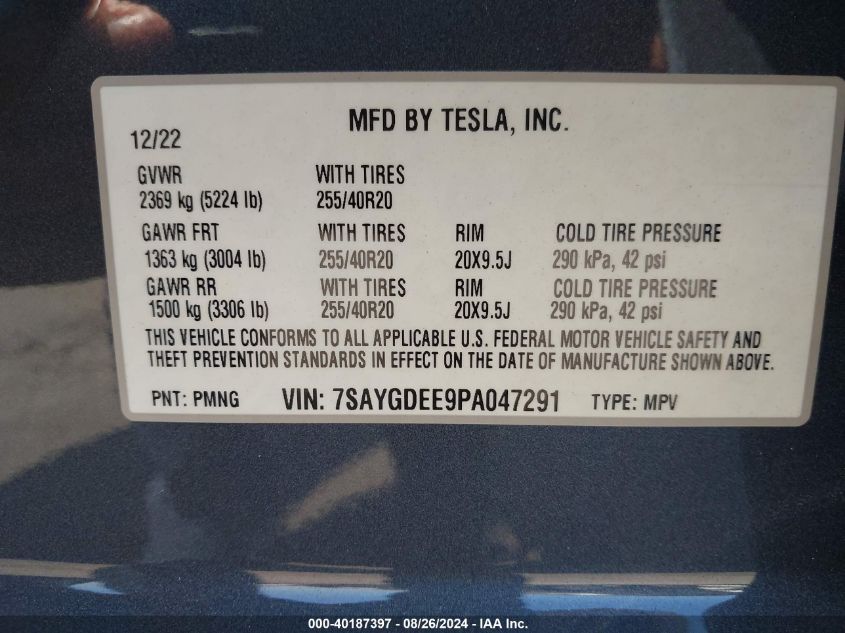 MFD BY TESLA, INC.
12/22
GVWR WITH TIRES
2369 kg (5224 lb) 255/40R20
GAWR FRT WITH TIRES RIM COLD TIRE PRESSURE
1363 kg (3004 lb) 255/40R20 20X9.5J 290 kPa, 42 psi
GAWR RR WITH TIRES RIM COLD TIRE PRESSURE
1500 kg (3306 lb) 255/40R20 20X9.5J 290 kPa, 42 psi
THIS VEHICLE CONFORMS TO ALL APPLICABLE U.S. FEDERAL MOTOR VEHICLE SAFETY AND
THEFT PREVENTION STANDARDS IN EFFECT ON THE DATE OF MANUFACTURE SHOWN ABOVE.
PNT: PMNG VIN: 7SAYGDEE9PA047291 TYPE: MPV
000-40187397 - 08/26/2024 - IAA Inc.